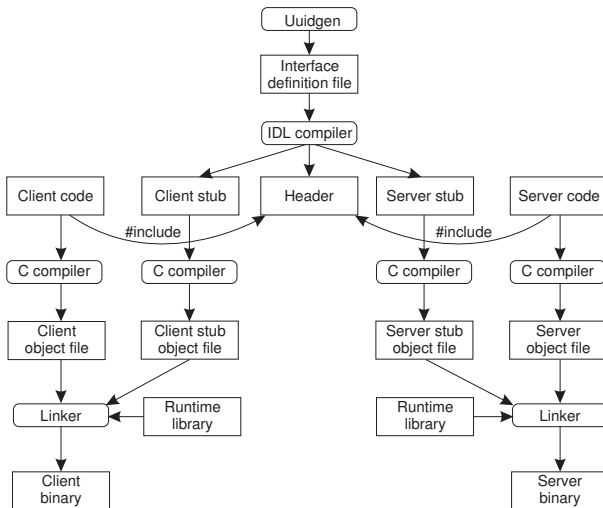 Uuidgen
Interface
definition file
IDL compiler
Client code
Client stub
Header
Server stub
Server code
#include
#include
C compiler
C compiler
C compiler
C compiler
Client
object file
Client stub
object file
Server stub
object file
Server
object file
Linker
Runtime
library
Runtime
library
Linker
Client
binary
Server
binary